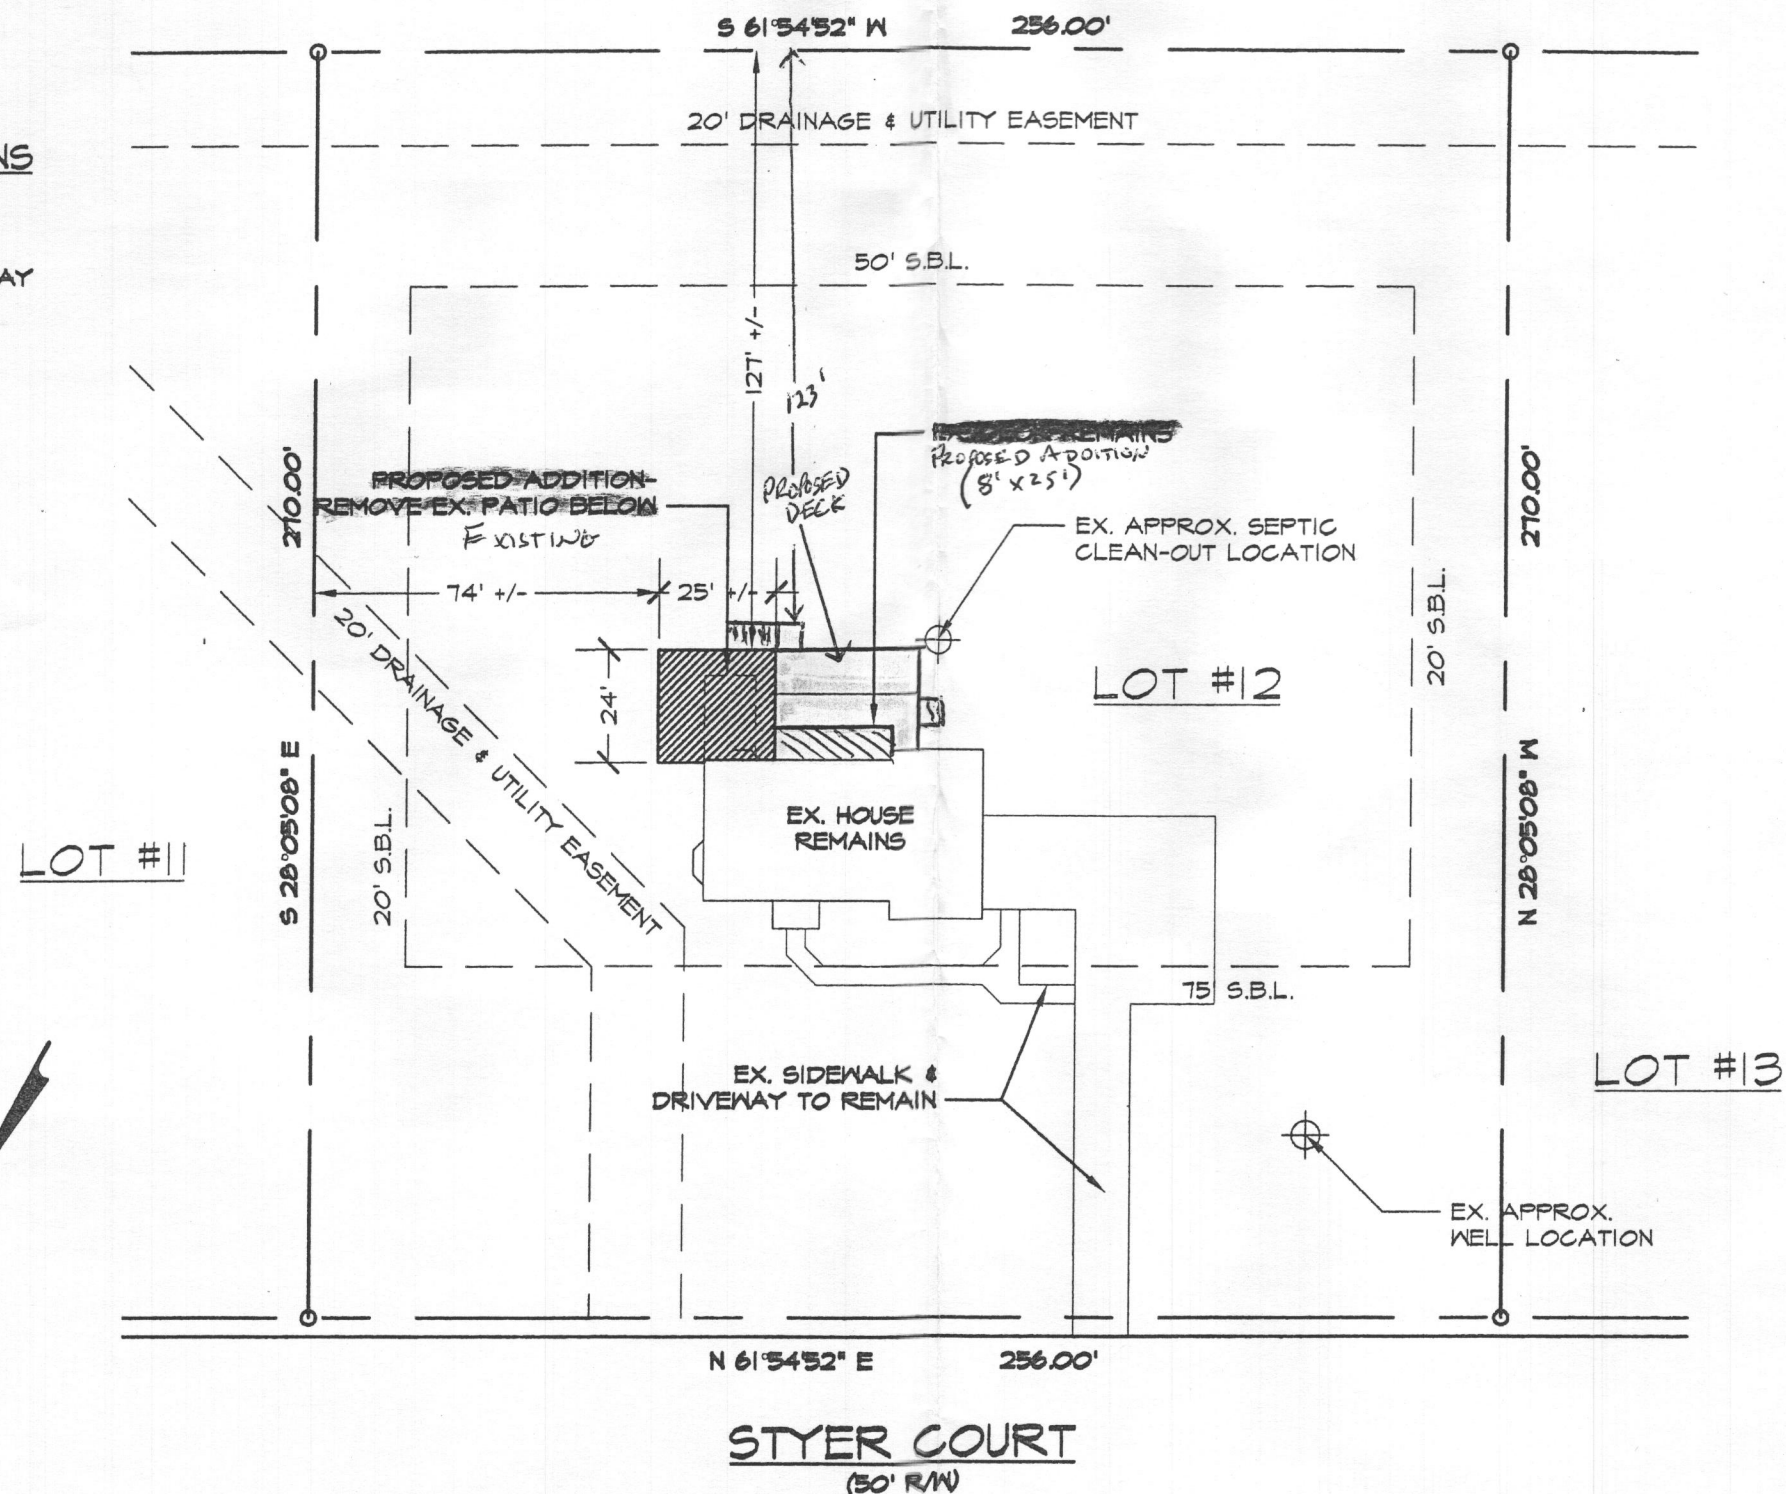 S 61°54'52" W 256.00'
20' DRAINAGE & UTILITY EASEMENT
NS
50' S.B.L.
AY
127' +/-
123'
REMAINS
PROPOSED ADDITION
(8' x 25')
PROPOSED ADDITION-
REMOVE EX. PATIO BELOW
EXISTING
PROPOSED
DECK
270.00'
270.00'
EX. APPROX. SEPTIC
CLEAN-OUT LOCATION
74' +/-
25' +/-
20' DRAINAGE & UTILITY EASEMENT
24'
20' S.B.L.
LOT #12
S 28°05'08" E
N 28°05'08" W
EX. HOUSE
REMAINS
LOT #11
20' S.B.L.
75' S.B.L.
EX. SIDEWALK &
DRIVEWAY TO REMAIN
LOT #13
EX. APPROX.
WELL LOCATION
N 61°54'52" E 256.00'
STYER COURT
(50' R/W)